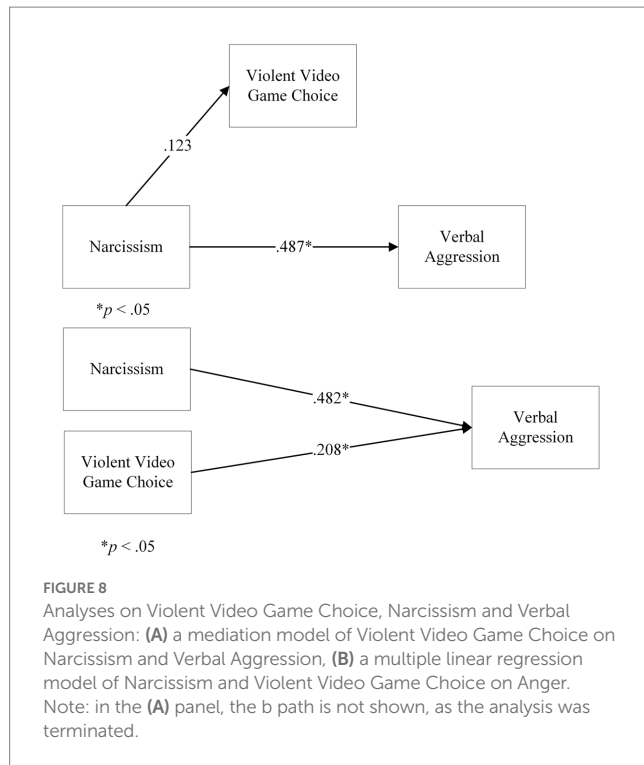 Violent Video
Game Choice
.123
Narcissism
.487*
Verbal
Aggression
*p < .05
Narcissism
.482*
Verbal
Aggression
Violent Video
Game Choice
.208*
*p < .05
FIGURE 8
Analyses on Violent Video Game Choice, Narcissism and Verbal
Aggression: (A) a mediation model of Violent Video Game Choice on
Narcissism and Verbal Aggression, (B) a multiple linear regression
model of Narcissism and Violent Video Game Choice on Anger.
Note: in the (A) panel, the b path is not shown, as the analysis was
terminated.